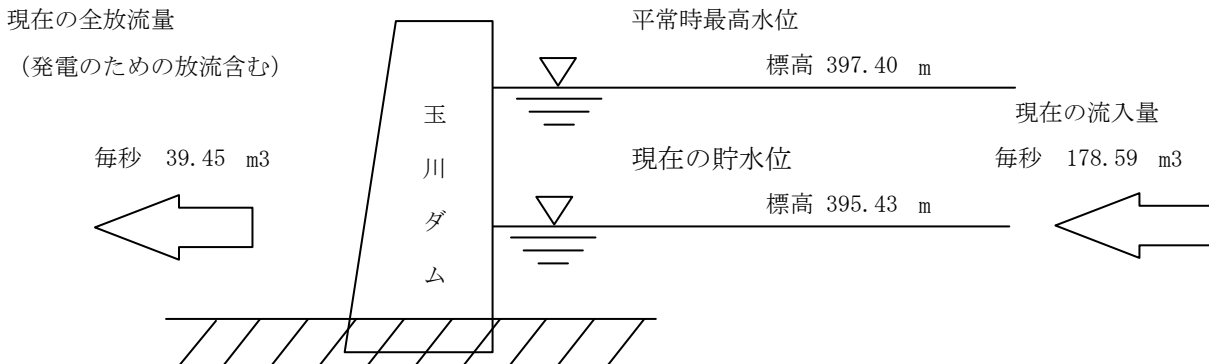 現在の全放流量
（発電のための放流含む）
毎秒 39.45 m3
玉川ダム
平常時最高水位
標高 397.40 m
現在の貯水位
標高 395.43 m
現在の流入量
毎秒 178.59 m3